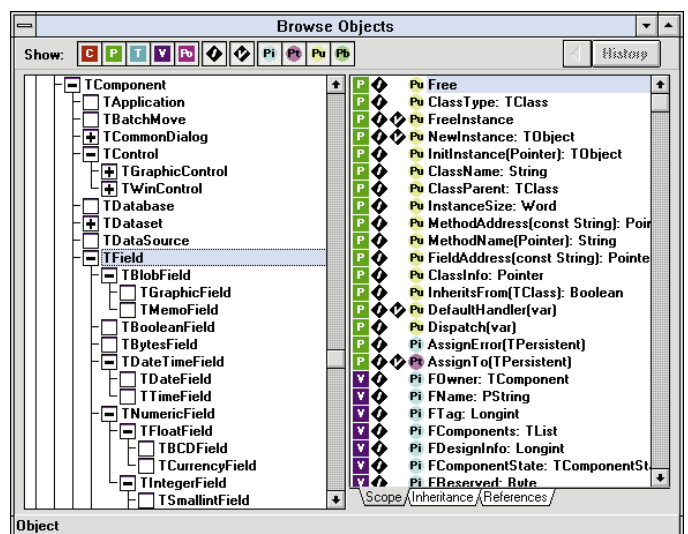 Browse Objects
Show: C P T V Po Pi Pt Pu Pb History
TComponent
TApplication
TBatchMove
TCommonDialog
TControl
TGraphicControl
TWinControl
TDatabase
TDataset
TDataSource
TField
TBlobField
TGraphicField
TMemoField
TBooleanField
TBytesField
TDateTimeField
TDateField
TTimeField
TNumericField
TFloatField
TBCDField
TCurrencyField
TIntegerField
TSmallintField
P Pu Free
P Pu ClassType: TClass
P Pu FreeInstance
P Pu NewInstance: TObject
P Pu InitInstance(Pointer): TObject
P Pu ClassName: String
P Pu ClassParent: TClass
P Pu InstanceSize: Word
P Pu MethodAddress(const String): Poin
P Pu MethodName(Pointer): String
P Pu FieldAddress(const String): Pointe
P Pu ClassInfo: Pointer
P Pu InheritsFrom(TClass): Boolean
P Pu DefaultHandler(var)
P Pu Dispatch(var)
P Pi AssignError(TPersistent)
P Pt AssignTo(TPersistent)
V Pi FOwner: TComponent
V Pi FName: PString
V Pi FTag: Longint
V Pi FComponents: TList
V Pi FDesignInfo: Longint
V Pi FComponentState: TComponentSt
V Pi FReserved: Byte
Scope Inheritance References
Object